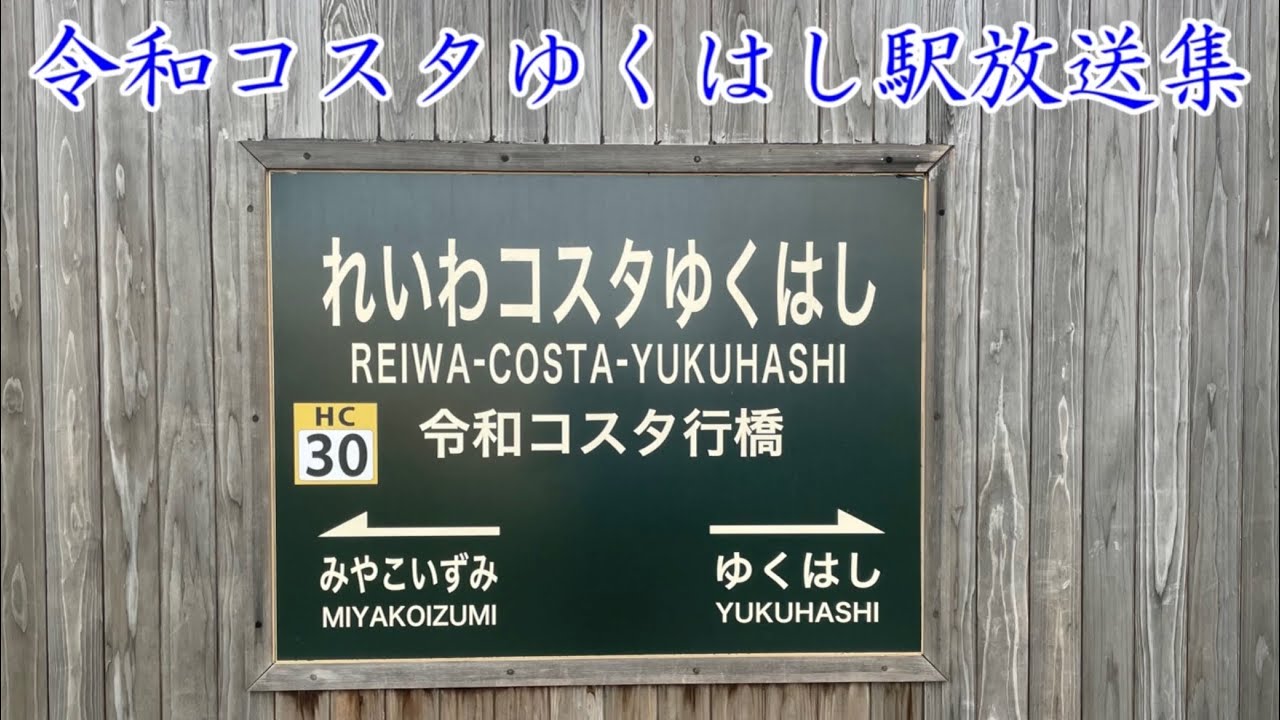 令和コスタゆくはし駅放送集
れいわコスタゆくはし
REIWA-COSTA-YUKUHASHI
HC
30
令和コスタ行橋
みやこいずみ
MIYAKOIZUMI
ゆくはし
YUKUHASHI